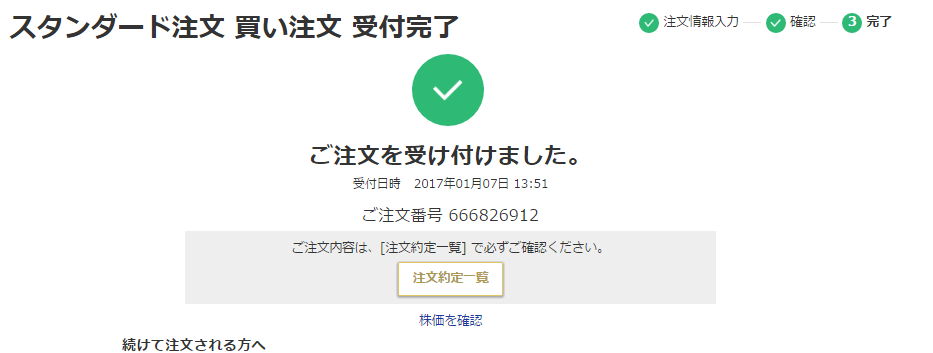 スタンダード注文 買い注文 受付完了
注文情報入力 確認 3 完了
ご注文を受け付けました。
受付日時 2017年01月07日 13:51
ご注文番号 666826912
ご注文内容は、[注文約定一覧] で必ずご確認ください。
注文約定一覧
株価を確認
続けて注文される方へ